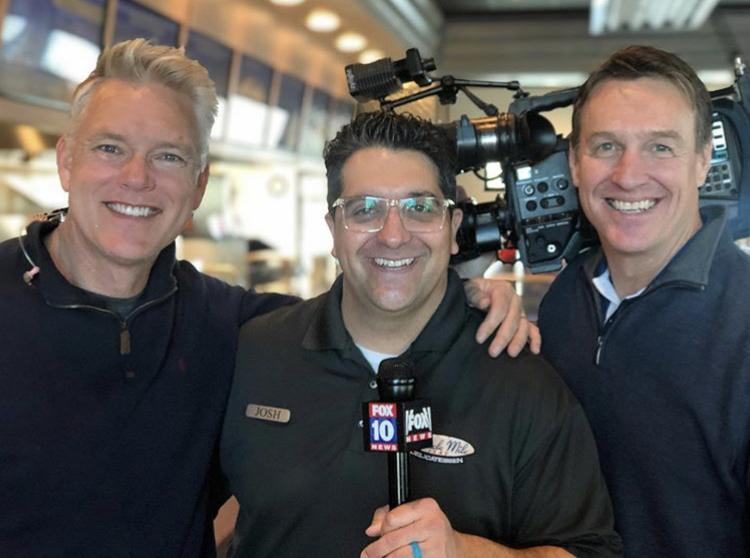 JOSH
FOX
10
NEWS
FOX
NEWS
DELICATESSEN